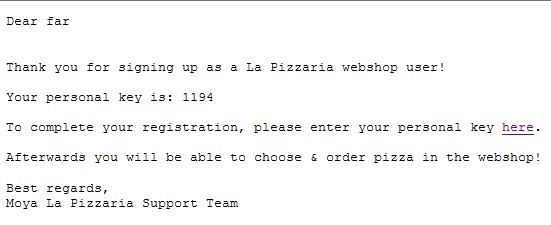 Dear far
Thank you for signing up as a La Pizzaria webshop user!
Your personal key is: 1194
To complete your registration, please enter your personal key here.
Afterwards you will be able to choose & order pizza in the webshop!
Best regards,
Moya La Pizzaria Support Team